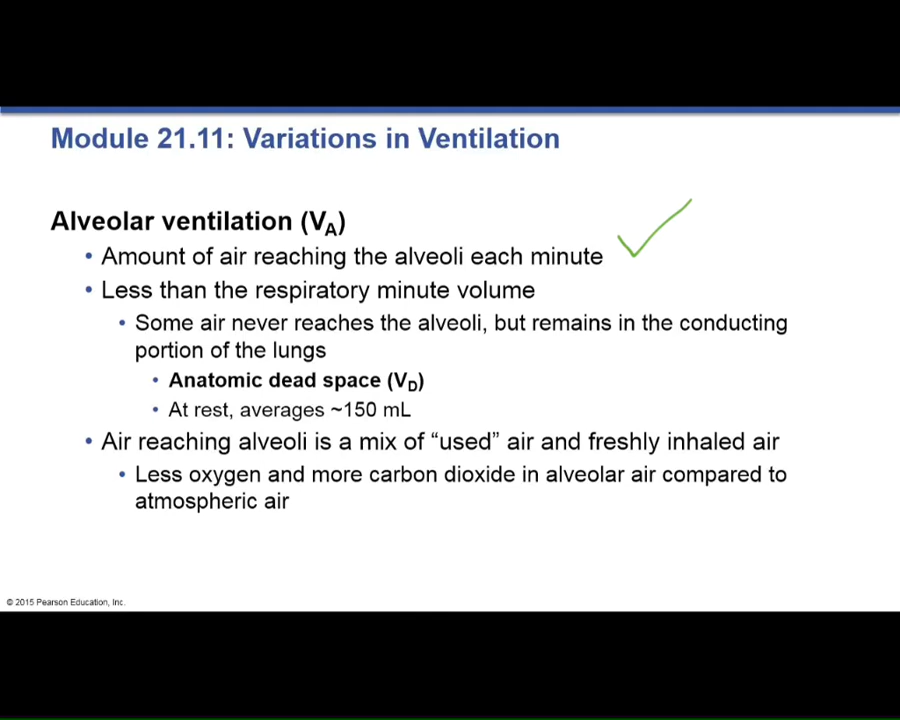 Module 21.11: Variations in Ventilation
Alveolar ventilation (VA)
• Amount of air reaching the alveoli each minute
• Less than the respiratory minute volume
• Some air never reaches the alveoli, but remains in the conducting
portion of the lungs
• Anatomic dead space (VD)
• At rest, averages ~150 mL
• Air reaching alveoli is a mix of “used” air and freshly inhaled air
• Less oxygen and more carbon dioxide in alveolar air compared to
atmospheric air
© 2015 Pearson Education, Inc.